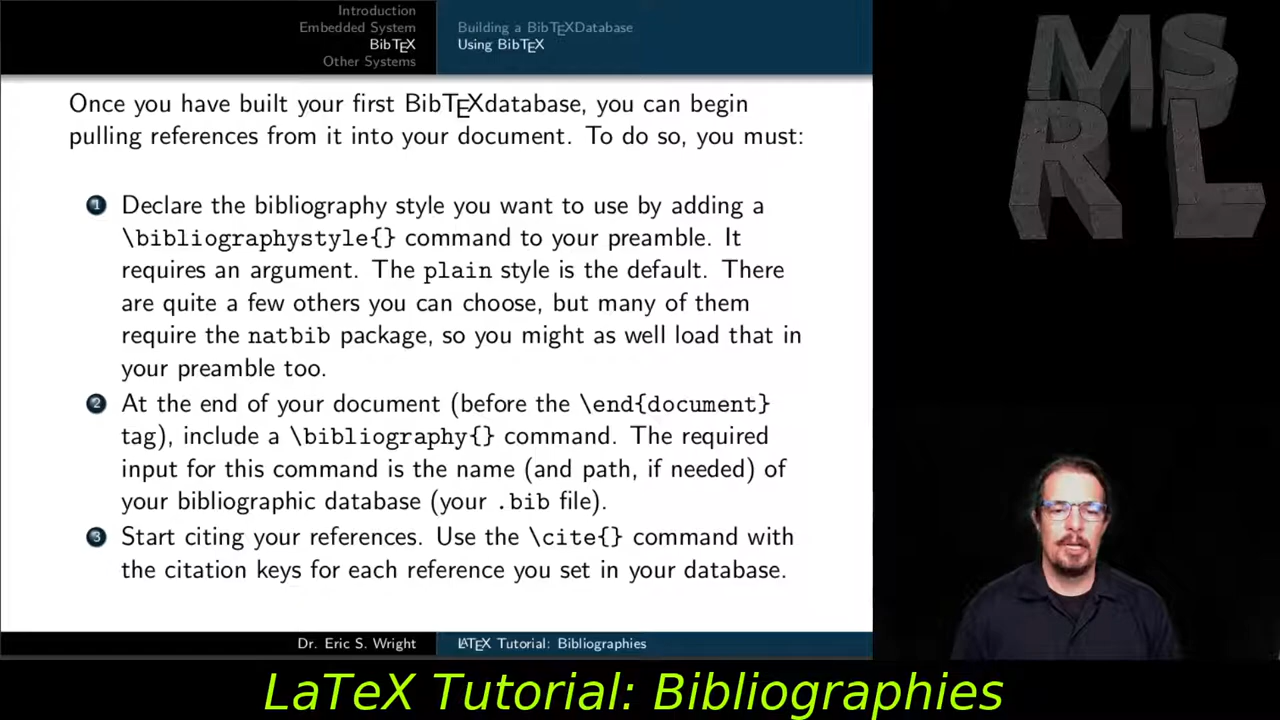 Introduction
Embedded System
BibTEX
Other Systems
Building a BibTEXDatabase
Using BibTEX
Once you have built your first BibTEXdatabase, you can begin
pulling references from it into your document. To do so, you must:
1 Declare the bibliography style you want to use by adding a
\bibliographystyle{} command to your preamble. It
requires an argument. The plain style is the default. There
are quite a few others you can choose, but many of them
require the natbib package, so you might as well load that in
your preamble too.
2 At the end of your document (before the \end{document}
tag), include a \bibliography{} command. The required
input for this command is the name (and path, if needed) of
your bibliographic database (your .bib file).
3 Start citing your references. Use the \cite{} command with
the citation keys for each reference you set in your database.
Dr. Eric S. Wright
LATEX Tutorial: Bibliographies
MS
RL
LaTeX Tutorial: Bibliographies